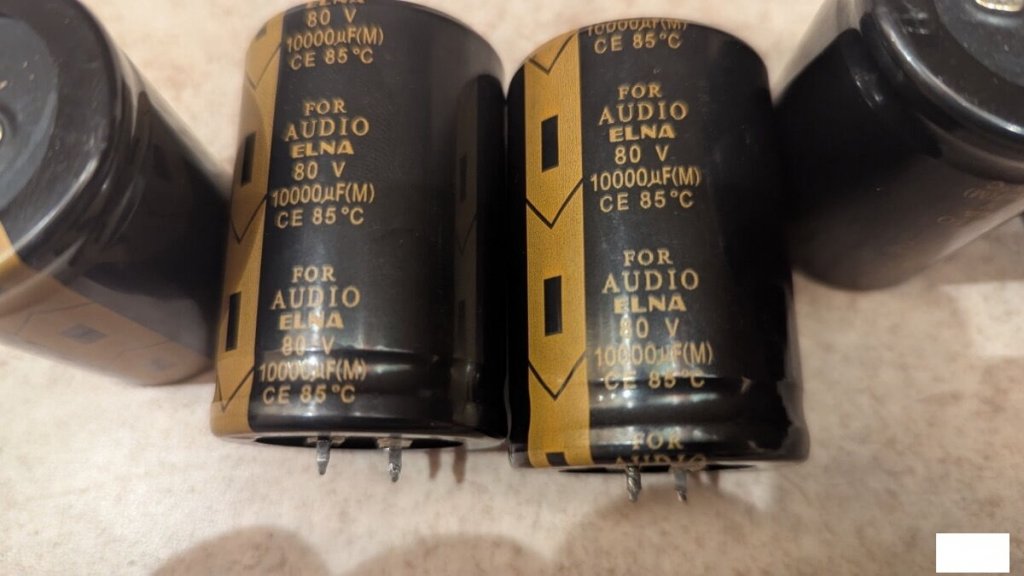 ELNA
80 V
10000µF(M)
CE 85°C
FOR
AUDIO
ELNA
80 V
10000µF(M)
CE 85°C
FOR
AUDIO
ELNA
80 V
10000µF(M)
CE 85°C
10000µF(M)
CE 85°C
FOR
AUDIO
ELNA
80 V
10000µF(M)
CE 85°C
FOR
AUDIO
ELNA
80 V
10000µF(M)
CE 85°C
FOR
AUDIO